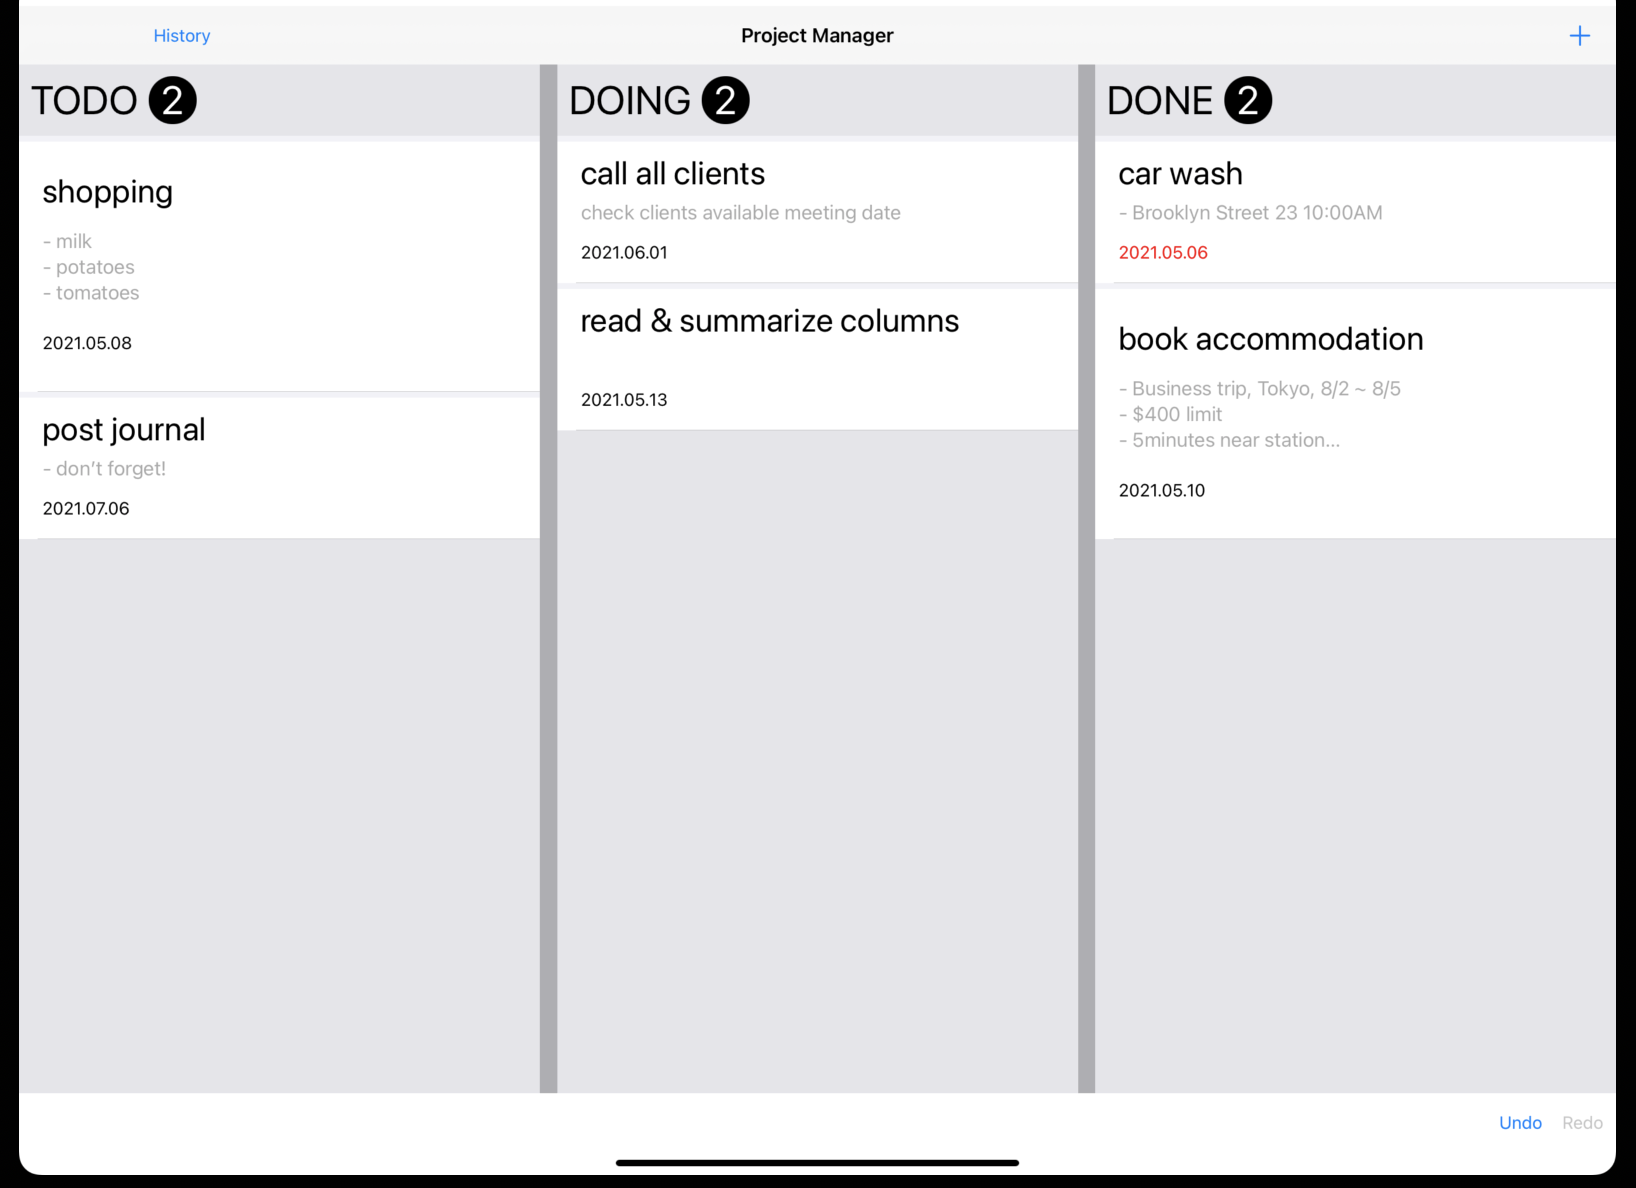 History
Project Manager
+
TODO 2
shopping
- milk
- potatoes
- tomatoes
2021.05.08
post journal
- don’t forget!
2021.07.06
DOING 2
call all clients
check clients available meeting date
2021.06.01
read & summarize columns
2021.05.13
DONE 2
car wash
- Brooklyn Street 23 10:00AM
2021.05.06
book accommodation
- Business trip, Tokyo, 8/2 ~ 8/5
- $400 limit
- 5minutes near station...
2021.05.10
Undo
Redo